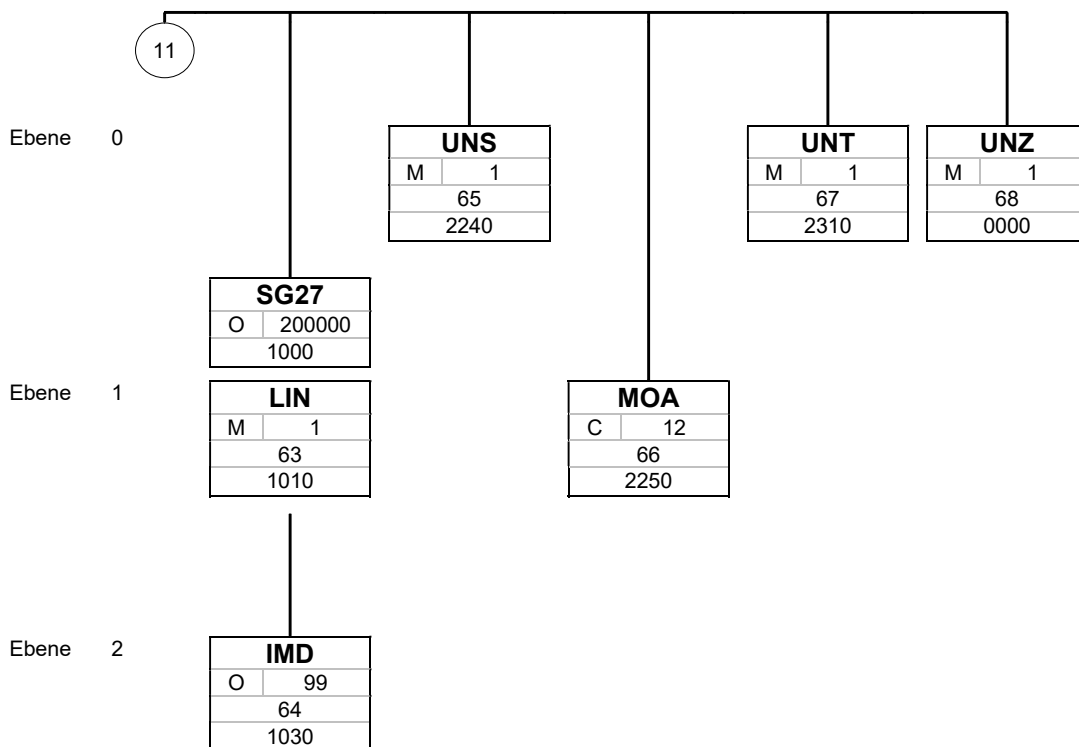 11
Ebene 0
UNS
M 1
65
2240
UNT
M 1
67
2310
UNZ
M 1
68
0000
SG27
O 200000
1000
Ebene 1
LIN
M 1
63
1010
MOA
C 12
66
2250
Ebene 2
IMD
O 99
64
1030